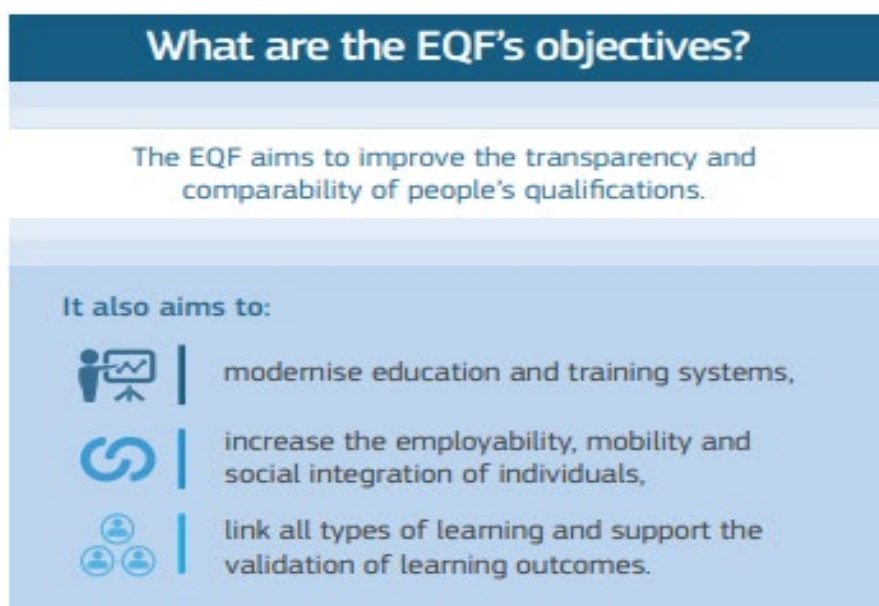 What are the EQF's objectives?
The EQF aims to improve the transparency and
comparability of people's qualifications.
It also aims to:
modernise education and training systems,
increase the employability, mobility and
social integration of individuals,
link all types of learning and support the
validation of learning outcomes.